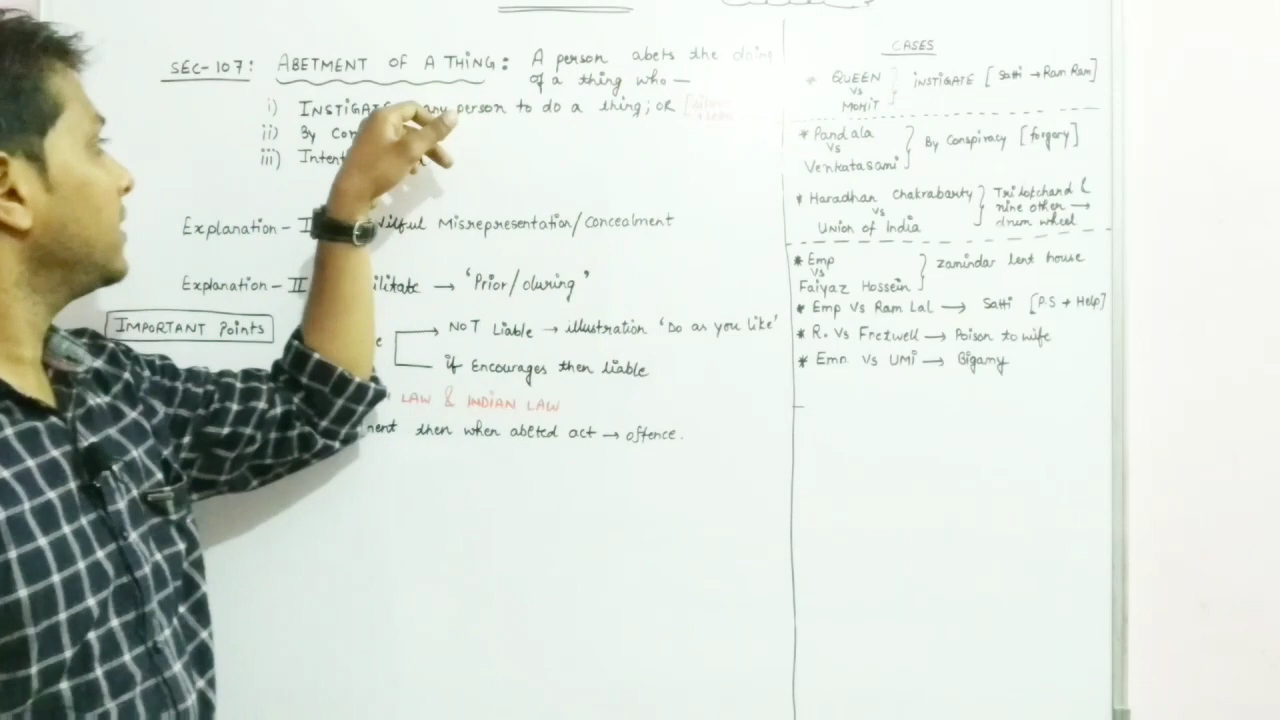 SEC-107: ABETMENT OF A THING: A person abets the doing
of a thing who —
i) INSTIGATE any person to do a thing; OR
ii) By Con
iii) Intent
Explanation - I wilful Misrepresentation/Concealment
Explanation - II ilitate → 'Prior/during'
IMPORTANT POINTS
e NOT Liable → illustration 'Do as you like'
if Encourages then liable
LAW & INDIAN LAW
ment then when abeted act → offence.
CASES
* QUEEN
VS
MOHIT
INSTIGATE [Satti → Ram Ram]
* Pandala
VS
Venkatasami
By Conspiracy [forgery]
* Haradhan Chakrabarty
VS
Union of India
Trilokchand &
nine other →
drum wheel
* Emp
VS
Faiyaz Hossein
zamindar lent house
* Emp Vs Ram Lal → Satti [P.S + Help]
* R. Vs Fretwell → Poison to wife
* Emp. Vs UMI → Bigamy